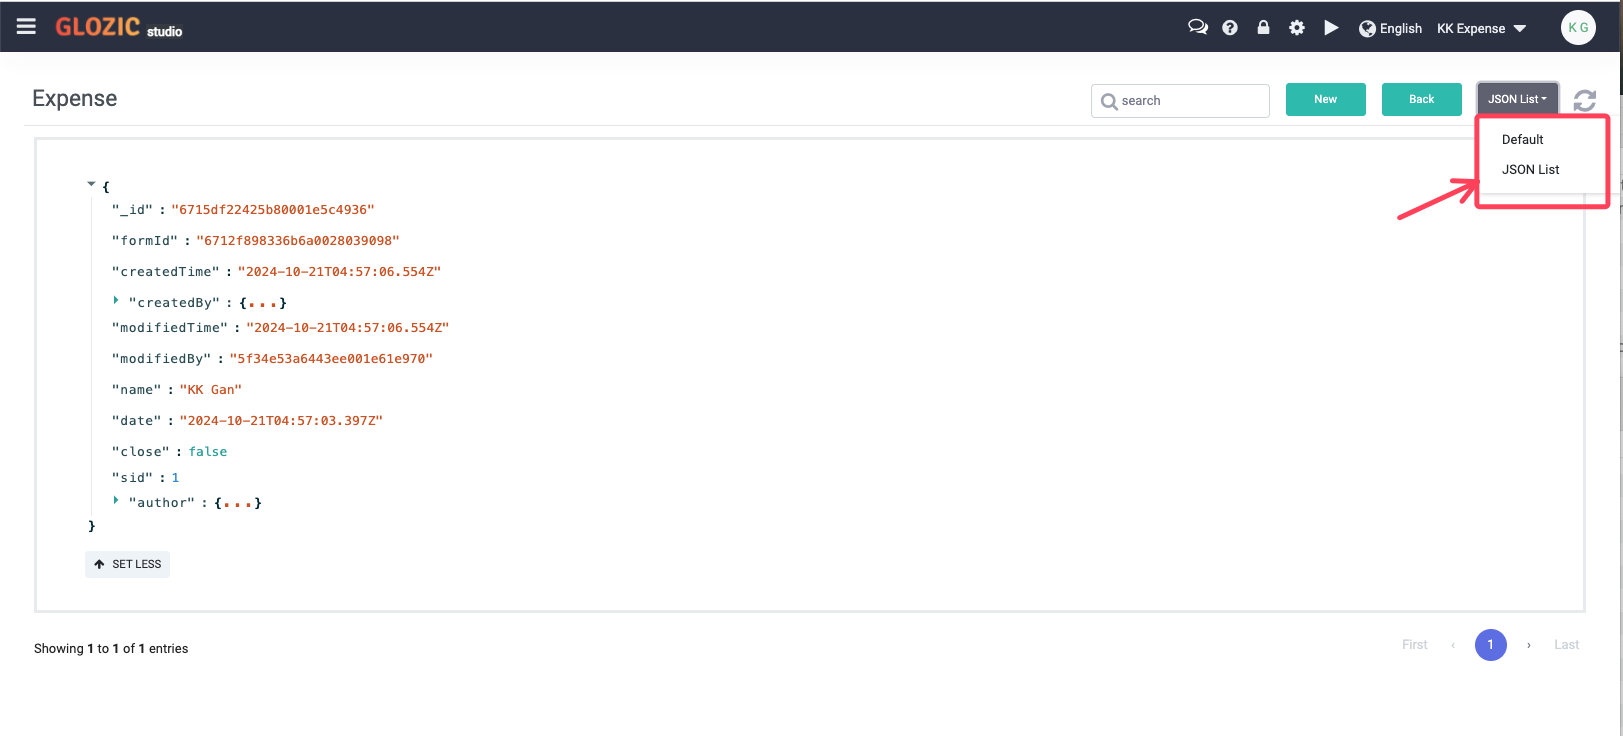 GLOZIC studio
English
KK Expense
K G
Expense
search
New
Back
JSON List
Default
JSON List
{
"_id" : "6715df22425b80001e5c4936"
"formId" : "6712f898336b6a0028039098"
"createdTime" : "2024-10-21T04:57:06.554Z"
"createdBy" : {...}
"modifiedTime" : "2024-10-21T04:57:06.554Z"
"modifiedBy" : "5f34e53a6443ee001e61e970"
"name" : "KK Gan"
"date" : "2024-10-21T04:57:03.397Z"
"close" : false
"sid" : 1
"author" : {...}
}
SET LESS
Showing 1 to 1 of 1 entries
First ‹ 1 › Last